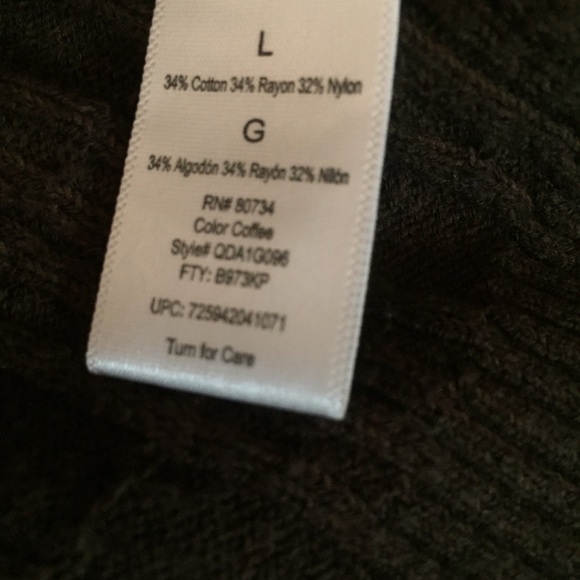 L
34% Cotton 34% Rayon 32% Nylon
G
34% Algodón 34% Rayón 32% Nilón
RN# 80734
Color Coffee
Style# QDA1G096
FTY: B973KP
UPC: 725942041071
Turn for Care